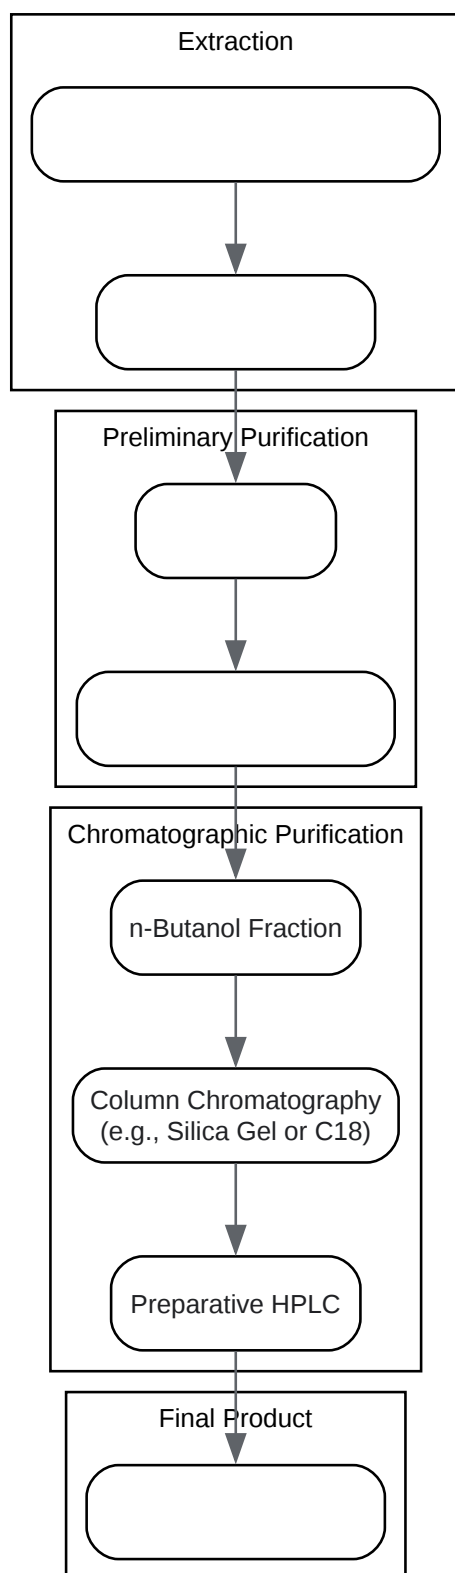 Extraction
Preliminary Purification
Chromatographic Purification
n-Butanol Fraction
Column Chromatography
(e.g., Silica Gel or C18)
Preparative HPLC
Final Product